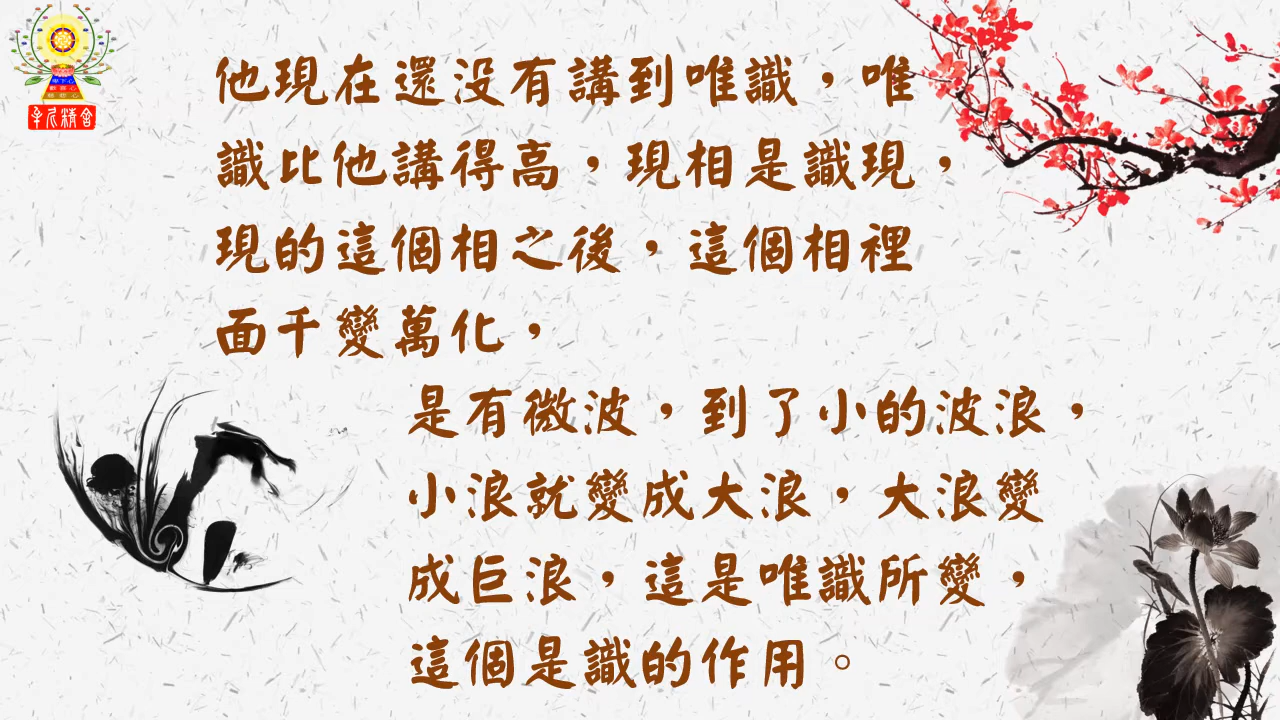 他現在還没有講到唯識，唯
識比他講得高，現相是識現，
現的這個相之後，這個相裡
面千變萬化，
是有微波，到了小的波浪，
小浪就變成大浪，大浪變
成巨浪，這是唯識所變，
這個是識的作用。